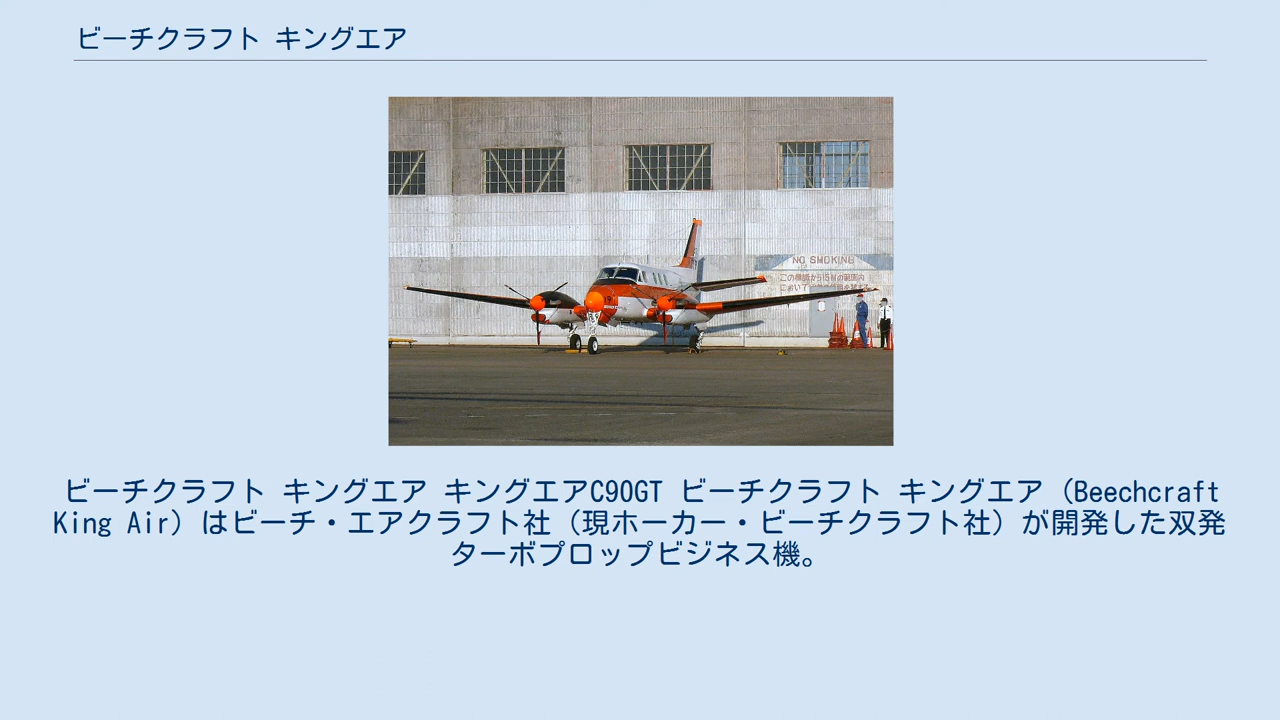 ビーチクラフト キングエア
NO SMOKING
ビーチクラフト キングエア キングエアC90GT ビーチクラフト キングエア（Beechcraft
King Air）はビーチ・エアクラフト社（現ホーカー・ビーチクラフト社）が開発した双発
ターボプロップビジネス機。